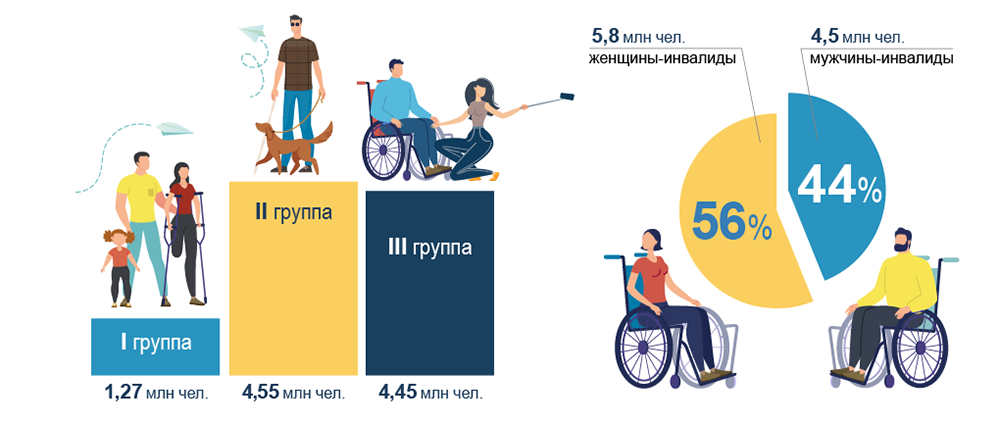 I группа
1,27 млн чел.
II группа
4,55 млн чел.
III группа
4,45 млн чел.
5,8 млн чел.
женщины-инвалиды
4,5 млн чел.
мужчины-инвалиды
56%
44%